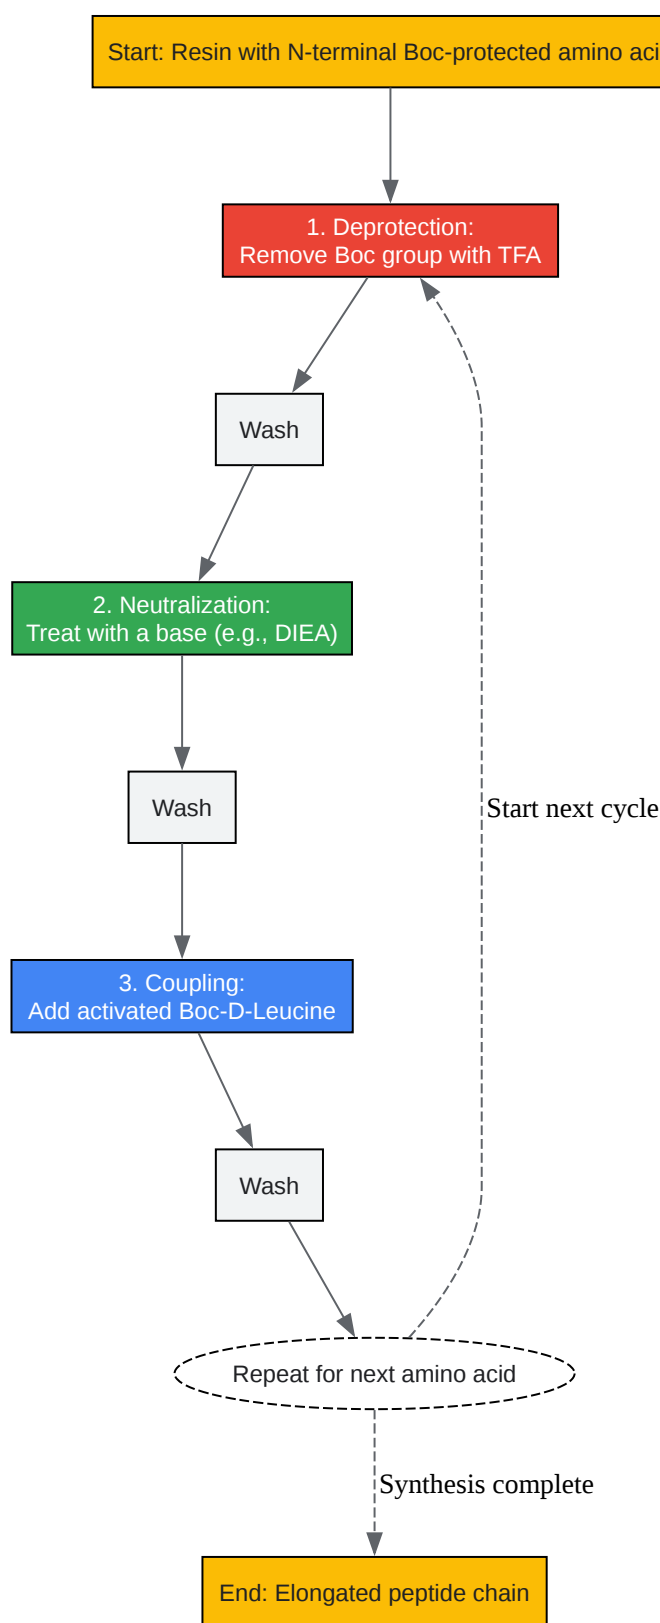 Start: Resin with N-terminal Boc-protected amino aci
1. Deprotection:
Remove Boc group with TFA
Wash
2. Neutralization:
Treat with a base (e.g., DIEA)
Start next cycle
Wash
3. Coupling:
Add activated Boc-D-Leucine
Wash
Repeat for next amino acid
Synthesis complete
End: Elongated peptide chain